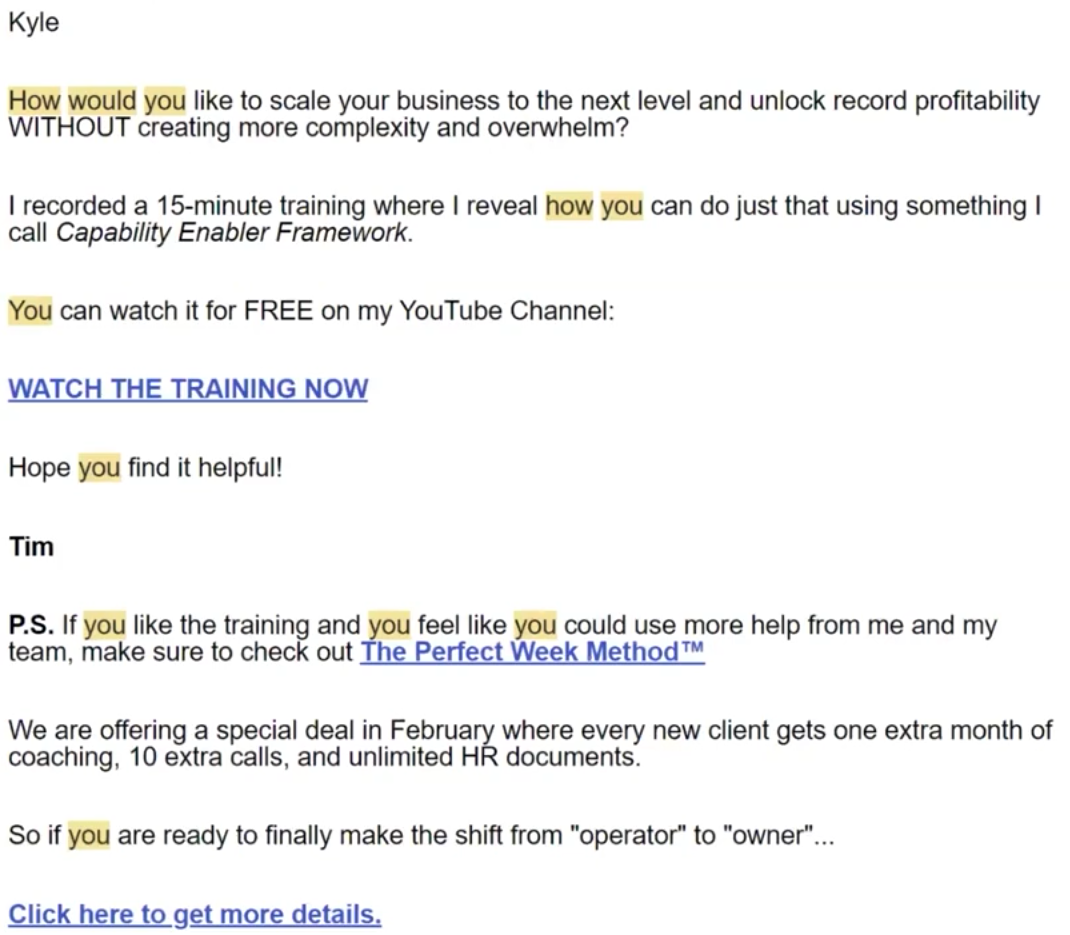 Kyle
How would you like to scale your business to the next level and unlock record profitability
WITHOUT creating more complexity and overwhelm?
I recorded a 15-minute training where I reveal how you can do just that using something I
call Capability Enabler Framework.
You can watch it for FREE on my YouTube Channel:
WATCH THE TRAINING NOW
Hope you find it helpful!
Tim
P.S. If you like the training and you feel like you could use more help from me and my
team, make sure to check out The Perfect Week Method™
We are offering a special deal in February where every new client gets one extra month of
coaching, 10 extra calls, and unlimited HR documents.
So if you are ready to finally make the shift from "operator" to "owner"...
Click here to get more details.